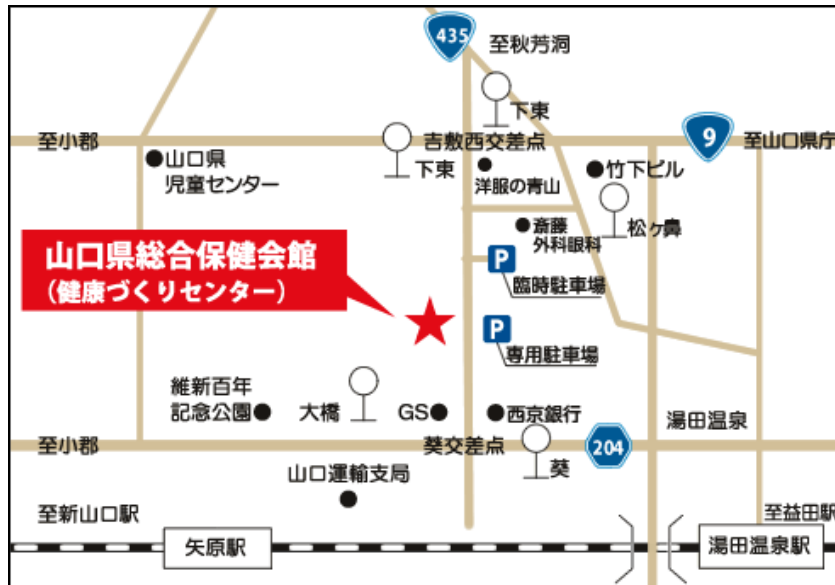 435
至秋芳洞
下東
至小郡
吉敷西交差点
9
至山口県庁
山口県
児童センター
下東
洋服の青山
竹下ビル
斎藤
外科眼科
松ヶ鼻
山口県総合保健会館
（健康づくりセンター）
P
臨時駐車場
P
専用駐車場
維新百年
記念公園
大橋
GS
西京銀行
湯田温泉
至小郡
葵交差点
204
葵
山口運輸支局
至新山口駅
至益田駅
矢原駅
湯田温泉駅